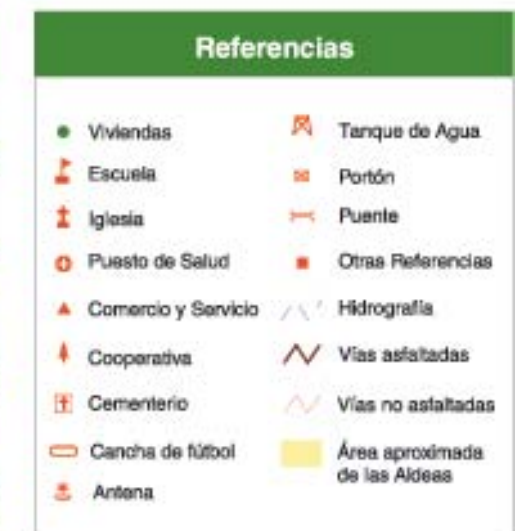 Referencias
Viviendas
Escuela
Iglesia
Puesto de Salud
Comercio y Servicio
Cooperativa
Cementerio
Cancha de fútbol
Antena
Tanque de Agua
Portón
Puente
Otras Referencias
Hidrografía
Vías asfaltadas
Vías no asfaltadas
Área aproximada
de las Aldeas